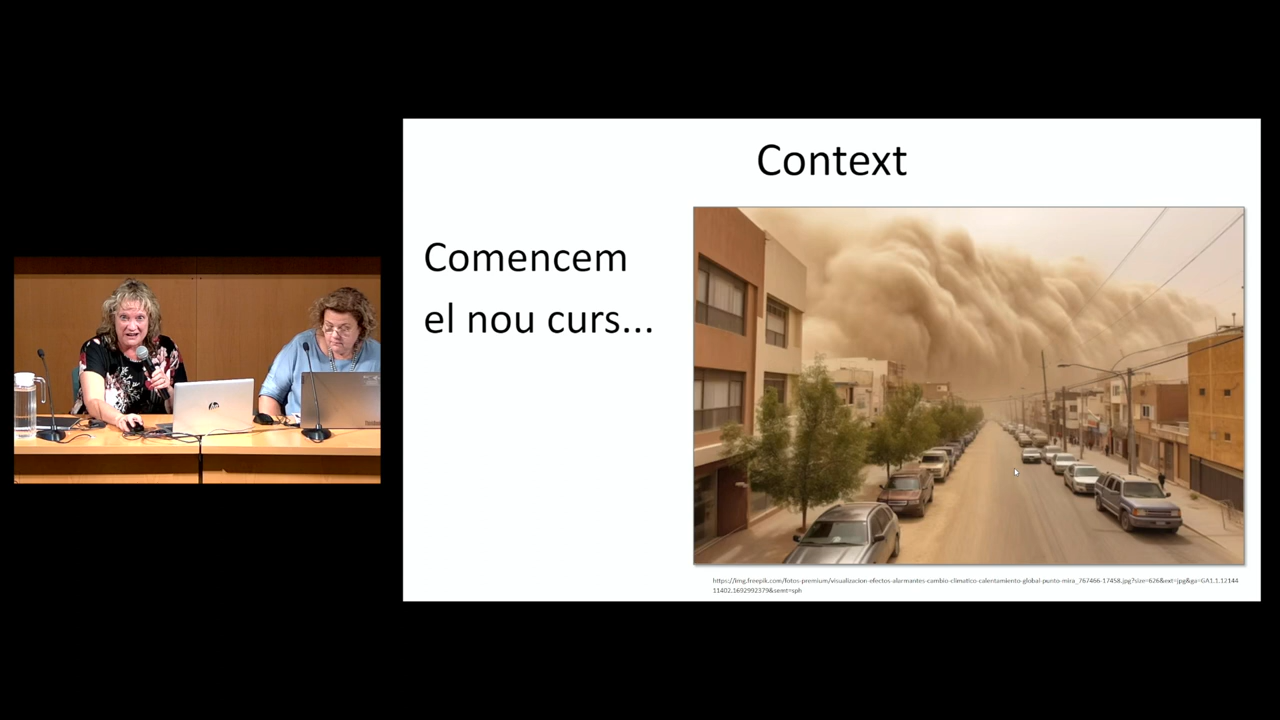 Context
Comencem
el nou curs...
https://img.freepik.com/fotos-premium/visualizacion-efectos-alarmantes-cambio-climatico-calentamiento-global-punto-mira_767466-17458.jpg?size=626&ext=jpg&ga=GA1.1.12144
11402.1692992379&semt=sph
hp